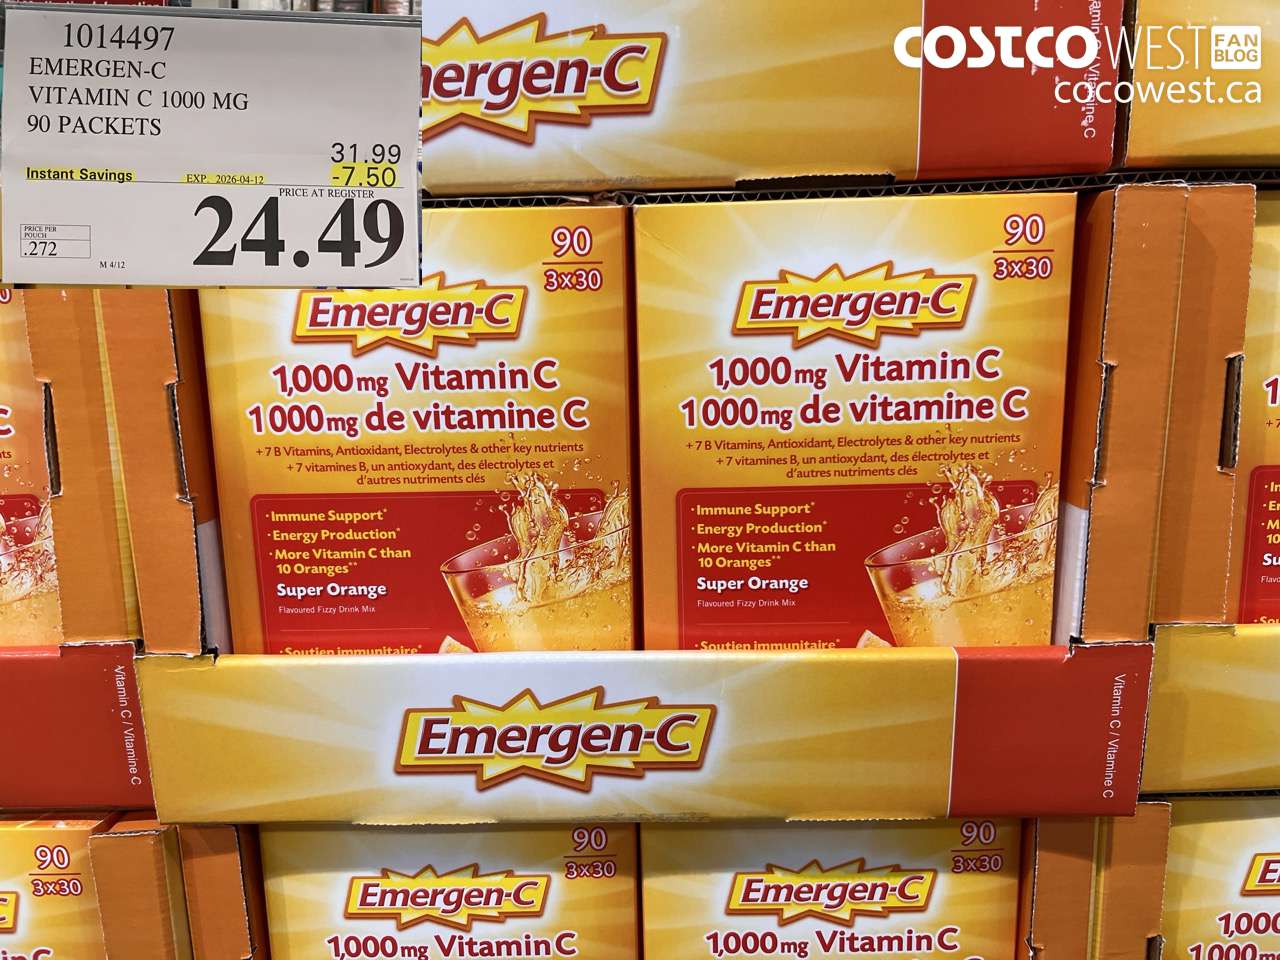 1014497
EMERGEN-C
VITAMIN C 1000 MG
90 PACKETS
31.99
Instant Savings EXP. 2026-04-12 -7.50
PRICE AT REGISTER
24.49
PRICE PER
POUCH
.272
M 4/12
COSTCO WEST FAN BLOG
cocowest.ca
ergen-C
Vitamine C
90
3x30
Emergen-C
1,000mg Vitamin C
1000mg de vitamine C
+ 7 B Vitamins, Antioxidant, Electrolytes & other key nutrients
+ 7 vitamines B, un antioxydant, des électrolytes et
d'autres nutriments clés
· Immune Support*
· Energy Production*
· More Vitamin C than
10 Oranges**
Super Orange
Flavoured Fizzy Drink Mix
· Soutien immunitaire*
90
3x30
Emergen-C
1,000mg Vitamin C
1000mg de vitamine C
+ 7 B Vitamins, Antioxidant, Electrolytes & other key nutrients
+ 7 vitamines B, un antioxydant, des électrolytes et
d'autres nutriments clés
· Immune Support*
· Energy Production*
· More Vitamin C than
10 Oranges**
Super Orange
Flavoured Fizzy Drink Mix
· Soutien immunitaire*
Vitamin C / Vitamine C
Emergen-C
Vitamin C / Vitamine C
90
3x30
90
3x30
Emergen-C
1,000mg Vitamin C
90
3x30
Emergen-C
1,000mg Vitamin C